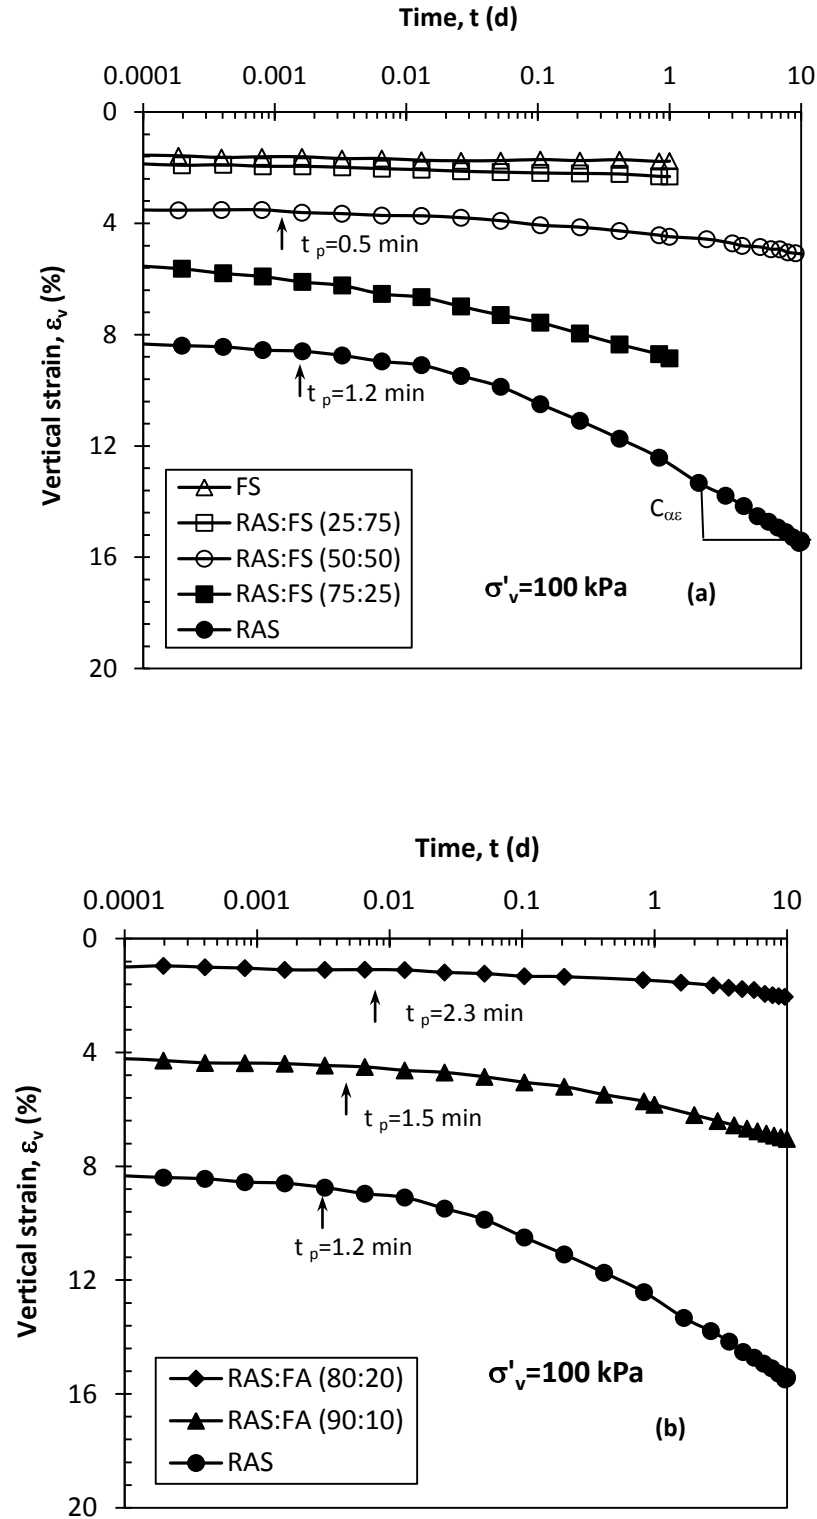 Time, t (d)
0.0001 0.001 0.01 0.1 1 10
0
4
8
12
16
20
Vertical strain, εv (%)
t p=0.5 min
t p=1.2 min
Cαε
FS
RAS:FS (25:75)
RAS:FS (50:50)
RAS:FS (75:25)
RAS
σ'v=100 kPa
(a)
Time, t (d)
0.0001 0.001 0.01 0.1 1 10
0
4
8
12
16
20
Vertical strain, εv (%)
t p=2.3 min
t p=1.5 min
t p=1.2 min
RAS:FA (80:20)
RAS:FA (90:10)
RAS
σ'v=100 kPa
(b)